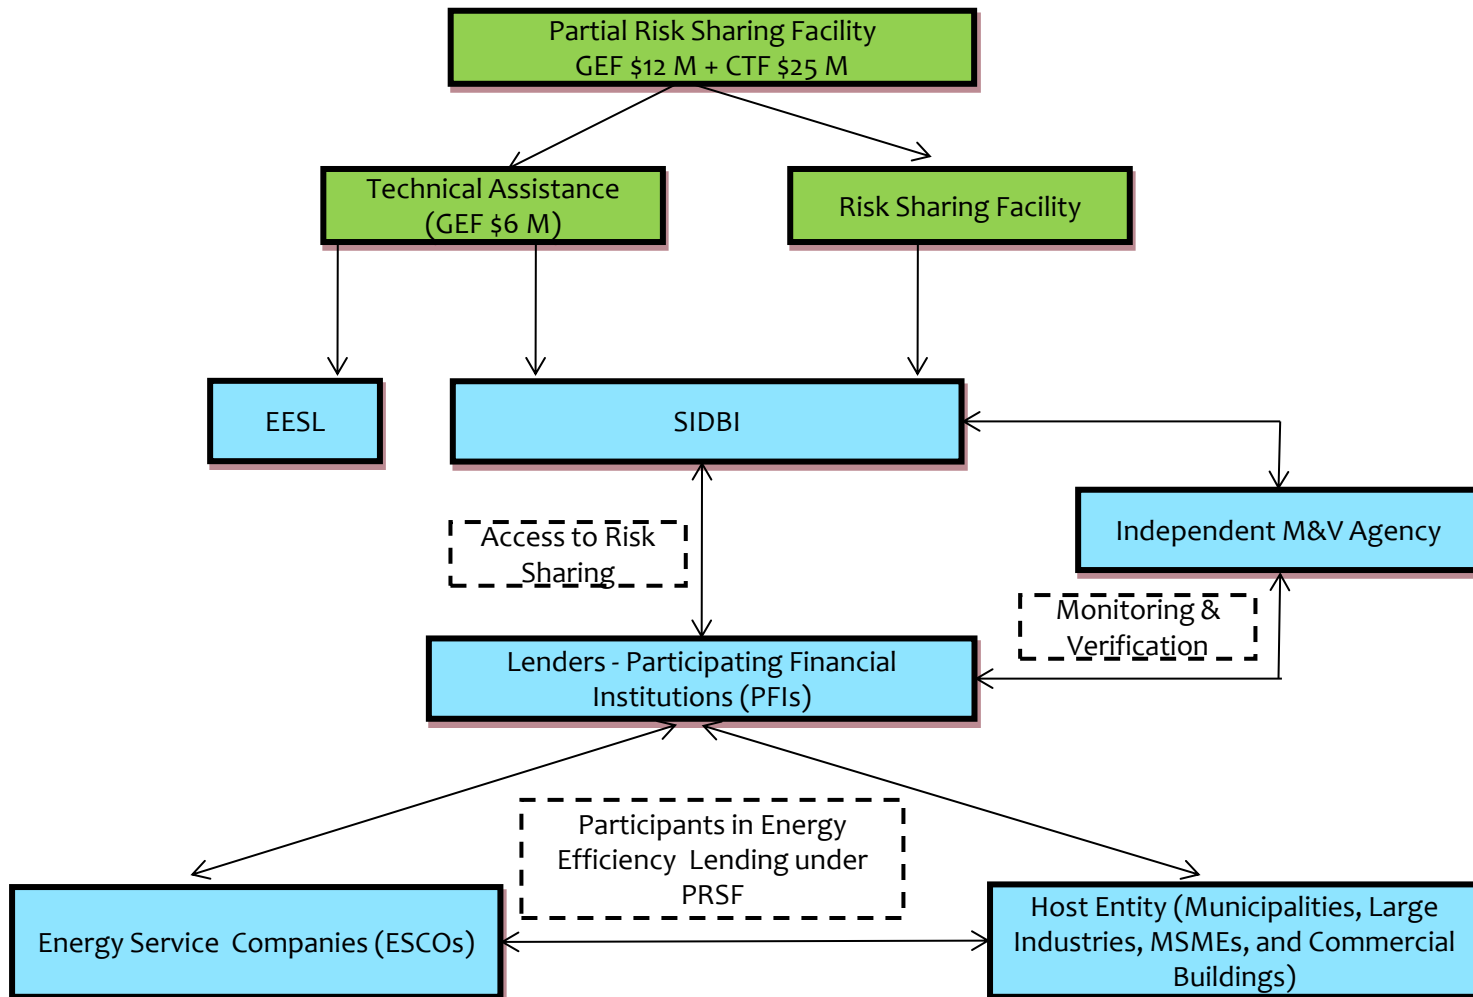 Partial Risk Sharing Facility
GEF $12 M + CTF $25 M
Technical Assistance
(GEF $6 M)
Risk Sharing Facility
EESL
SIDBI
Independent M&V Agency
Access to Risk
Sharing
Monitoring &
Verification
Lenders - Participating Financial
Institutions (PFIs)
Participants in Energy
Efficiency Lending under
PRSF
Energy Service Companies (ESCOs)
Host Entity (Municipalities, Large
Industries, MSMEs, and Commercial
Buildings)